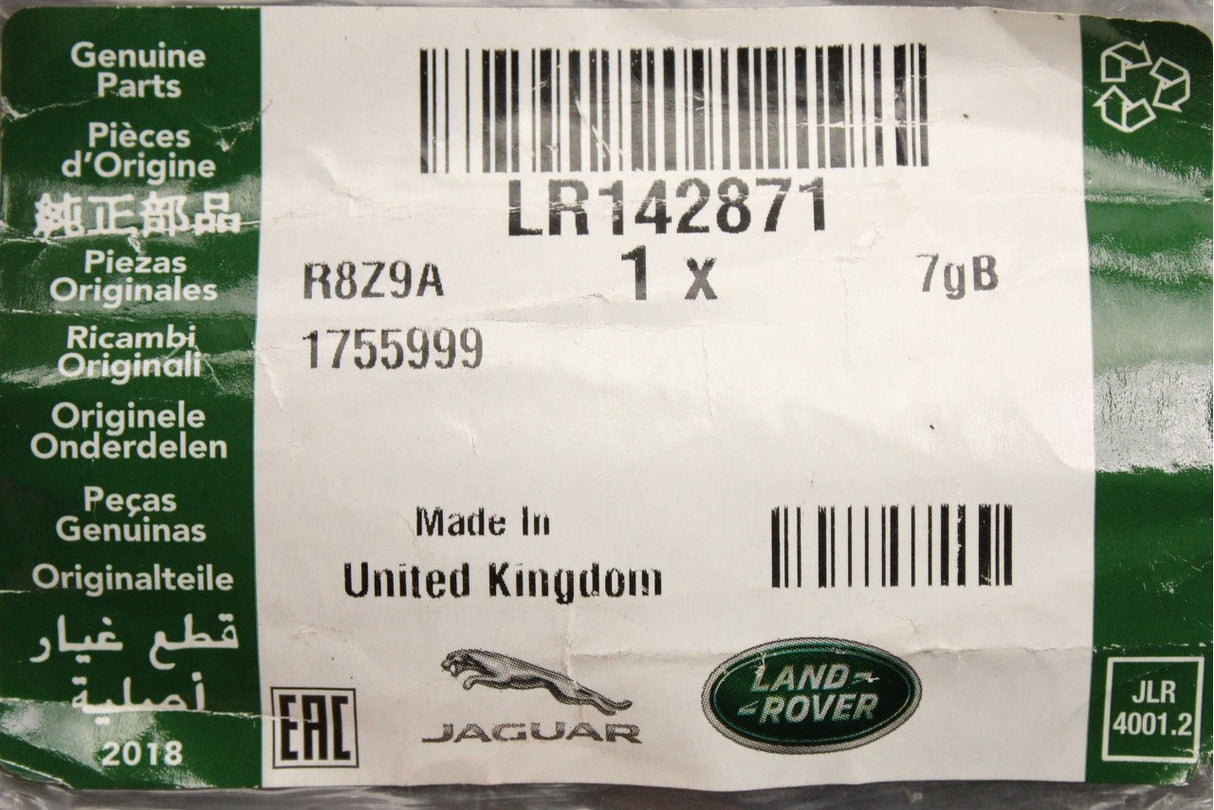 Genuine
Parts
Pièces
d'Origine
純正部品
Piezas
Originales
Ricambi
Originali
Originele
Onderdelen
Peças
Genuinas
Originalteile
قطع غيار
أصلية
2018
LR142871
R8Z9A
1 x
7gB
1755999
Made In
United Kingdom
EAC
JAGUAR
LAND
ROVER
JLR
4001.2